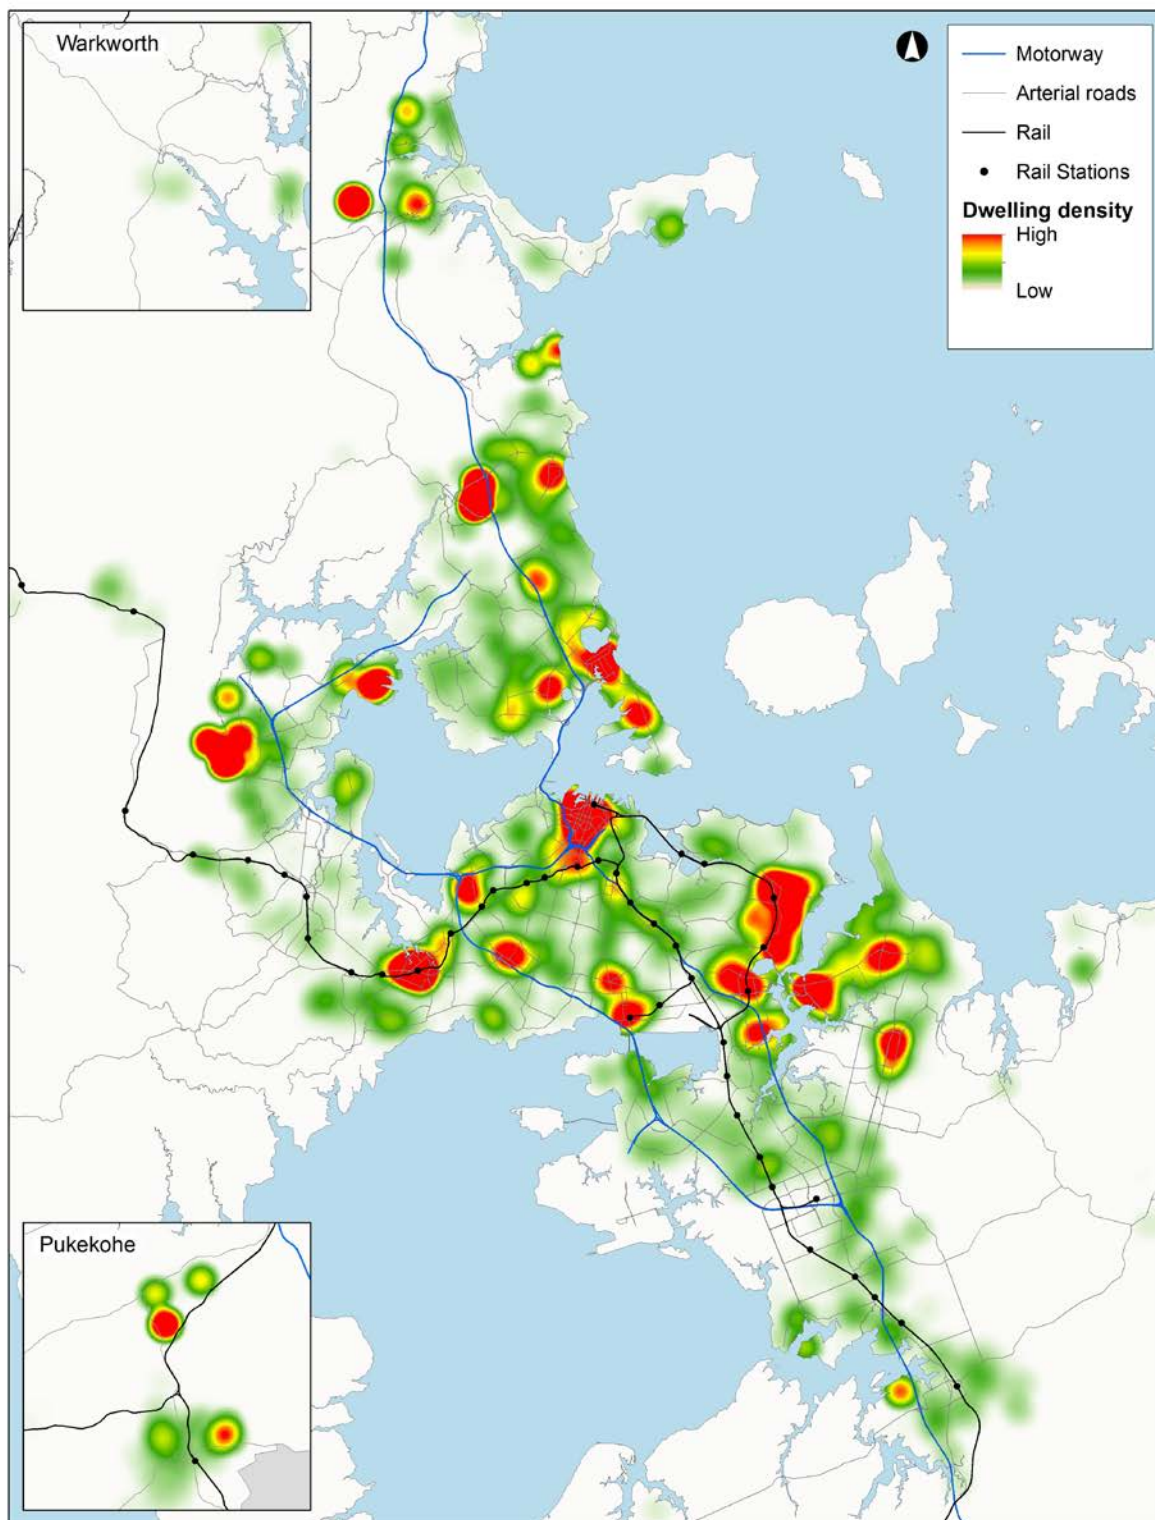 Warkworth
Motorway
Arterial roads
Rail
Rail Stations
Dwelling density
High
Low
Pukekohe